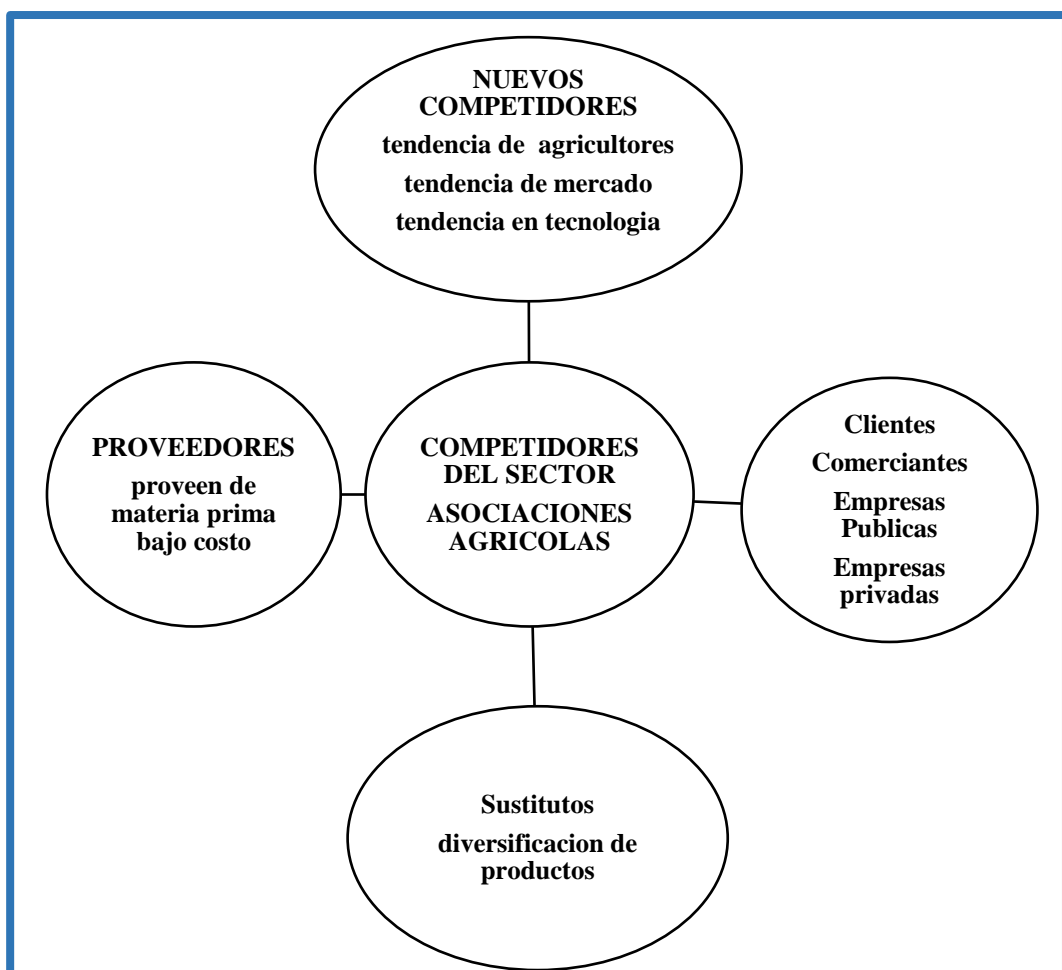 NUEVOS
COMPETIDORES
tendencia de agricultores
tendencia de mercado
tendencia en tecnologia
PROVEEDORES
proveen de
materia prima
bajo costo
COMPETIDORES
DEL SECTOR
ASOCIACIONES
AGRICOLAS
Clientes
Comerciantes
Empresas
Publicas
Empresas
privadas
Sustitutos
diversificacion de
productos